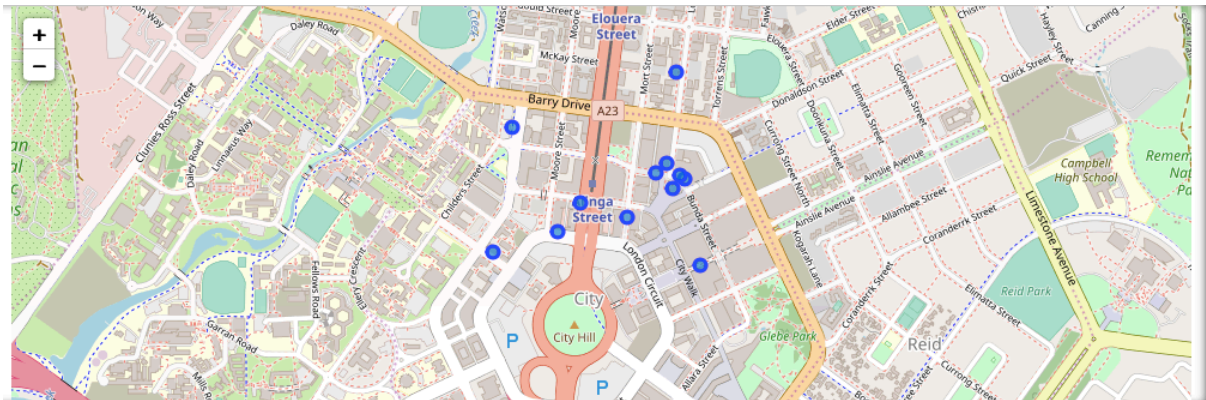 +
−
Daley Road
Elouera
Street
McKay Street
Mort Street
Torrens Street
Elouera Street
Elder Street
Donaldson Street
Gooreen Street
Hayley Street
Canning Street
Quick Street
Clunies Ross Street
Linnaeus Way
Daley Road
Barry Drive
A23
Moore Street
Childers Street
Currong Street North
Doonkuna Street
Elimatta Street
Ainslie Avenue
Ainslie Avenue
Allambee Street
Coranderrk Street
Campbell
High School
Limestone Avenue
Street
Bunda Street
Kogarah Lane
London Circuit
City Walk
City
City Hill
P
P
Ellery Crescent
Fellows Road
Garran Road
Allara Street
Glebe Park
Coranderrk Street
Reid Park
Elimatta Street
Reid
Currong Street